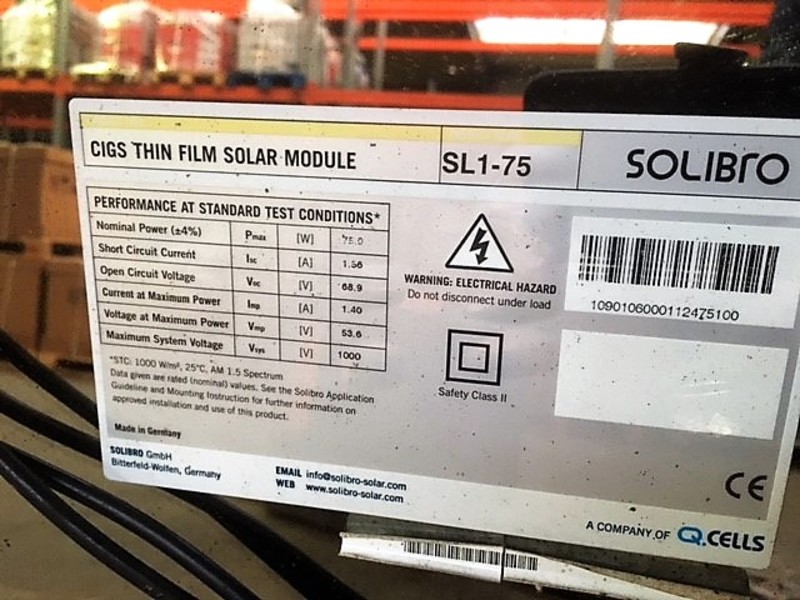 CIGS THIN FILM SOLAR MODULE SL1-75 SOLIBRO
PERFORMANCE AT STANDARD TEST CONDITIONS*
Nominal Power (±4%) Pmax [W] 75.0
Short Circuit Current Isc [A] 1.56
Open Circuit Voltage Voc [V] 68.9
Current at Maximum Power Imp [A] 1.40
Voltage at Maximum Power Vmp [V] 53.6
Maximum System Voltage Vsys [V] 1000
*STC: 1000 W/m², 25°C, AM 1.5 Spectrum
Data given are rated (nominal) values. See the Solibro Application
Guideline and Mounting Instruction for further information on
approved installation and use of this product.
Made in Germany
SOLIBRO GmbH
Bitterfeld-Wolfen, Germany
EMAIL info@solibro-solar.com
WEB www.solibro-solar.com
WARNING: ELECTRICAL HAZARD
Do not disconnect under load
Safety Class II
1090106000112475100
CE
A COMPANY OF Q.CELLS